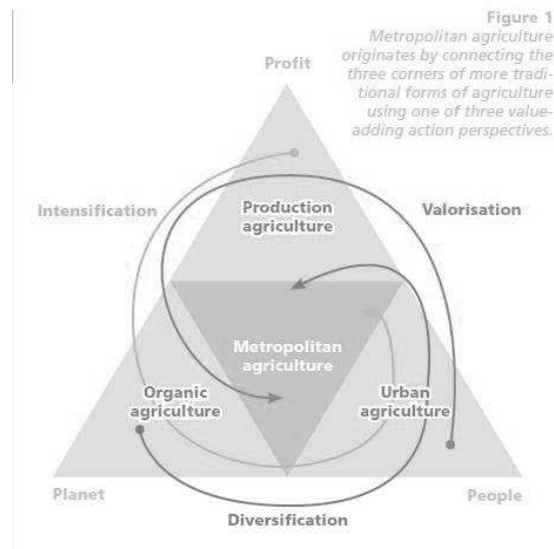 Figure 1
Metropolitan agriculture
originates by connecting the
three corners of more tradi-
tional forms of agriculture
using one of three value-
adding action perspectives.
Profit
Intensification
Production
agriculture
Valorisation
Metropolitan
agriculture
Organic
agriculture
Urban
agriculture
Planet
People
Diversification